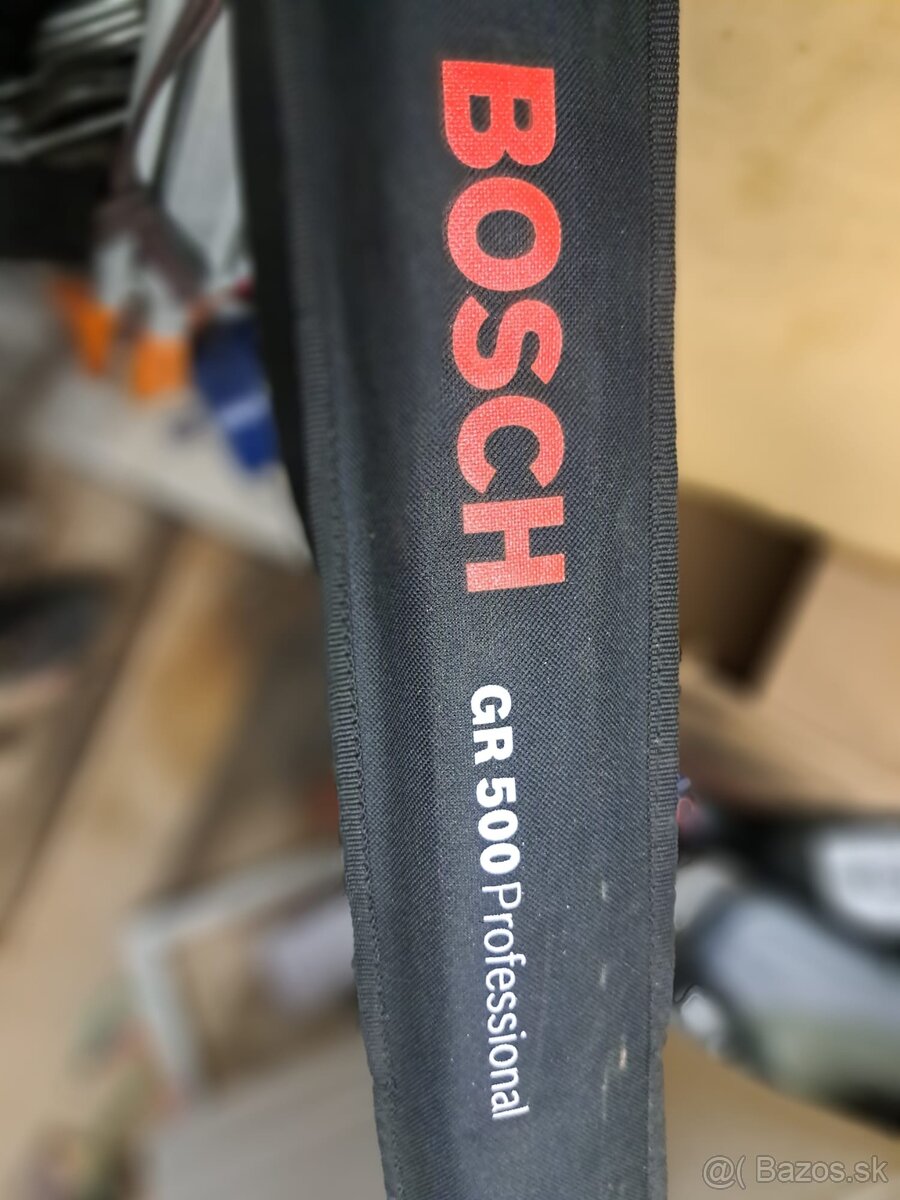 BOSCH
GR 500 Professional
@( Bazos.sk